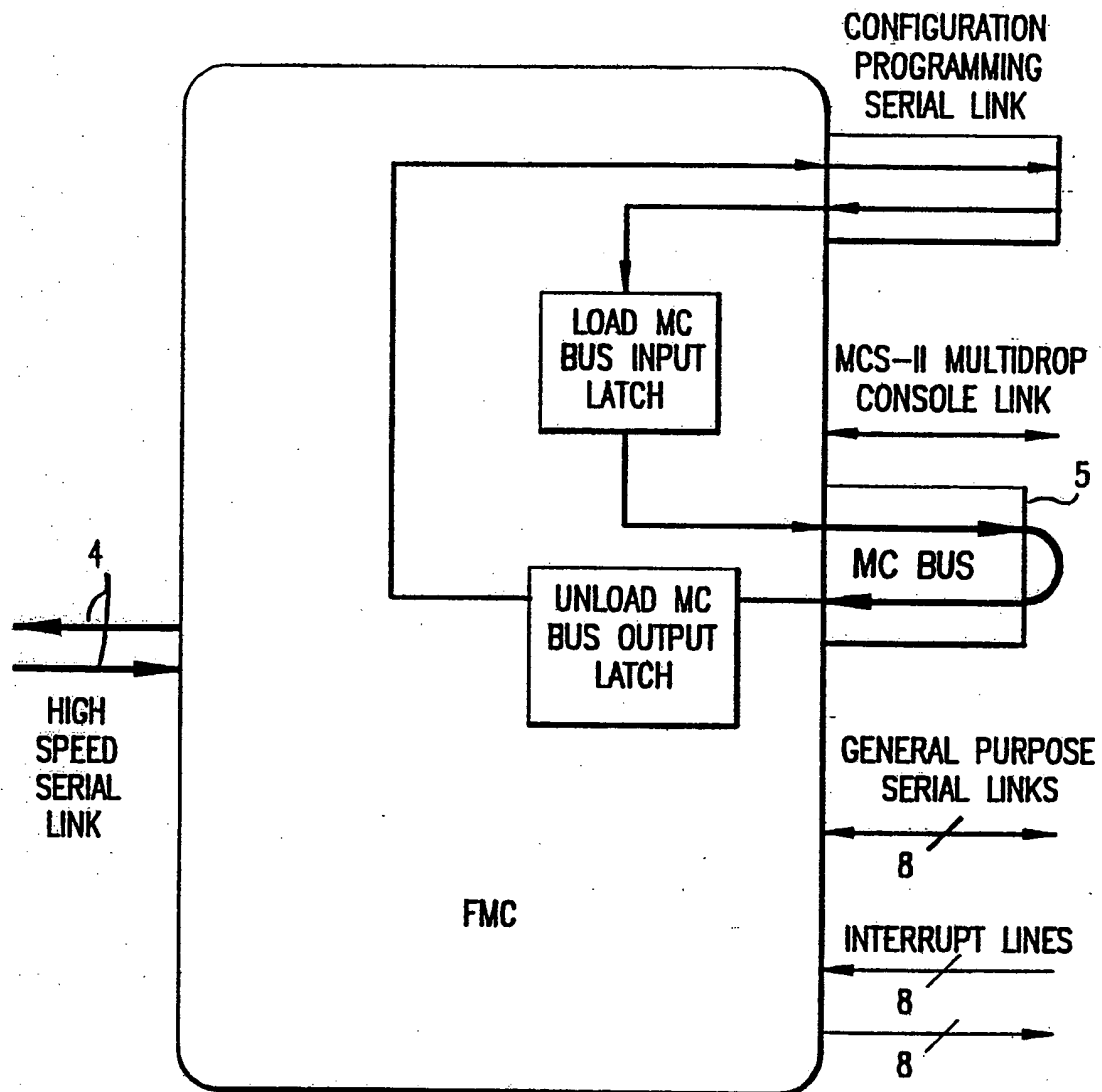 CONFIGURATION
PROGRAMMING
SERIAL LINK
LOAD MC
BUS INPUT
LATCH
MCS-II MULTIDROP
CONSOLE LINK
5
MC BUS
4
UNLOAD MC
BUS OUTPUT
LATCH
HIGH
SPEED
SERIAL
LINK
GENERAL PURPOSE
SERIAL LINKS
8
FMC
INTERRUPT LINES
8
8